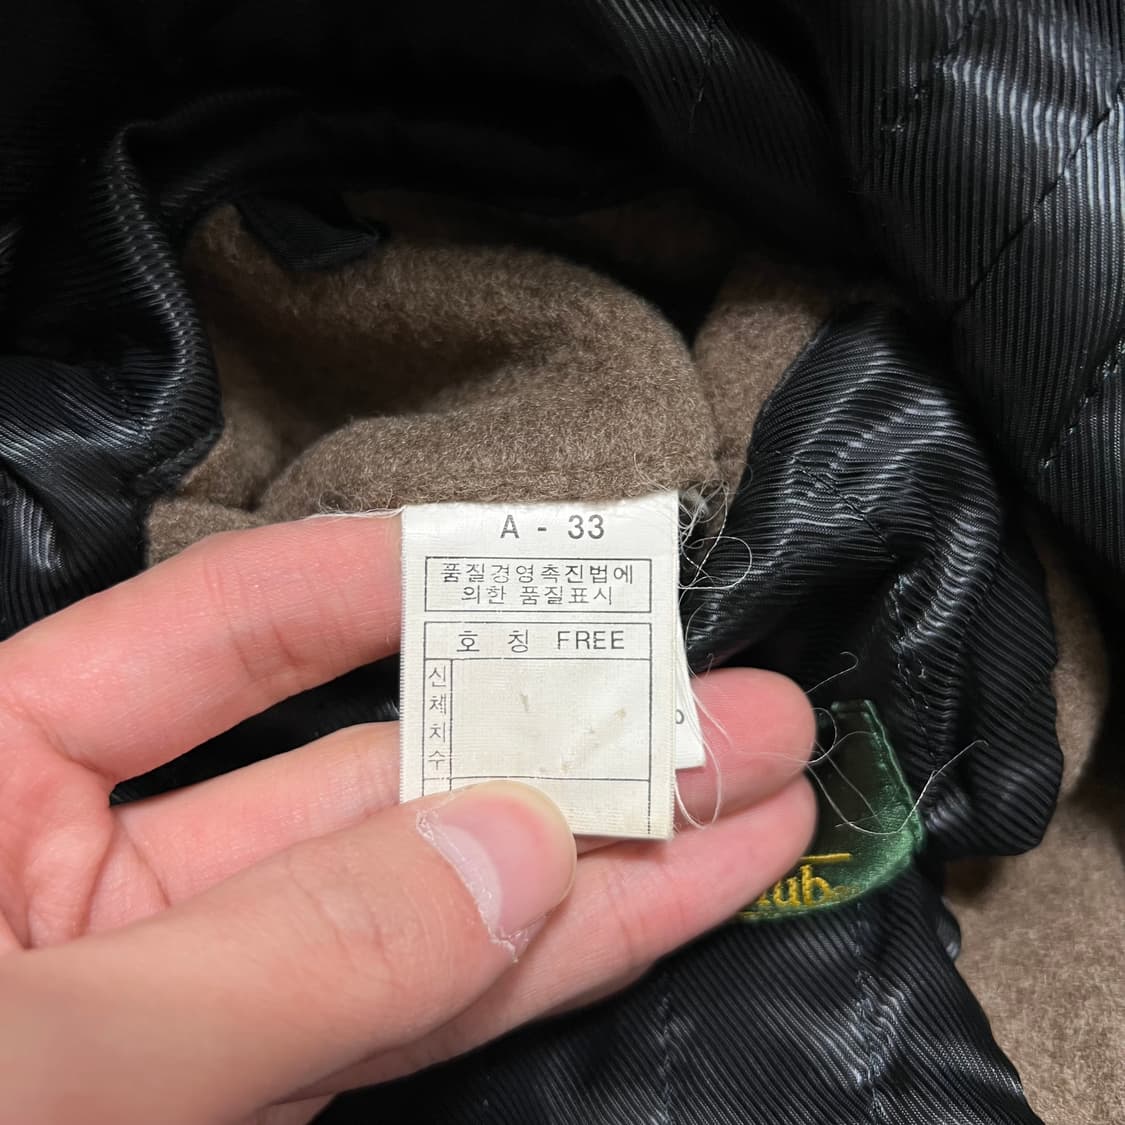 A - 33
품질경영촉진법에
의한 품질표시
호 칭 FREE
신
체
치
수